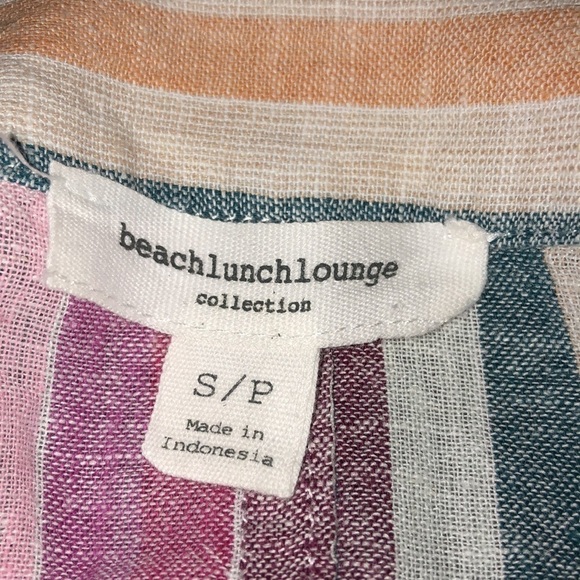 beachlunchlounge
collection
S/P
Made in
Indonesia